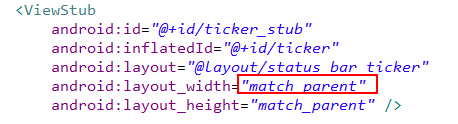 <ViewStub
android:id="@+id/ticker_stub"
android:inflatedId="@+id/ticker"
android:layout="@layout/status_bar_ticker"
android:layout_width="match_parent"
android:layout_height="match_parent" />